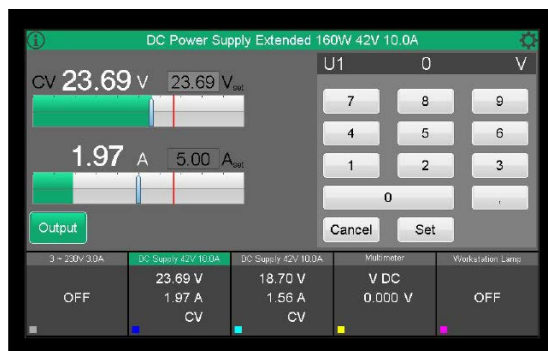 DC Power Supply Extended 160W 42V 10.0A
U1 0 V
CV 23.69 V 23.69 Vset
1.97 A 5.00 Aset
7 8 9
4 5 6
1 2 3
0 ,
Cancel Set
Output
3 ~ 230V 3.0A DC Supply 42V 10.0A DC Supply 42V 10.0A Multimeter Workstation Lamp
23.69 V 18.70 V V DC
OFF 1.97 A 1.56 A 0.000 V OFF
CV CV